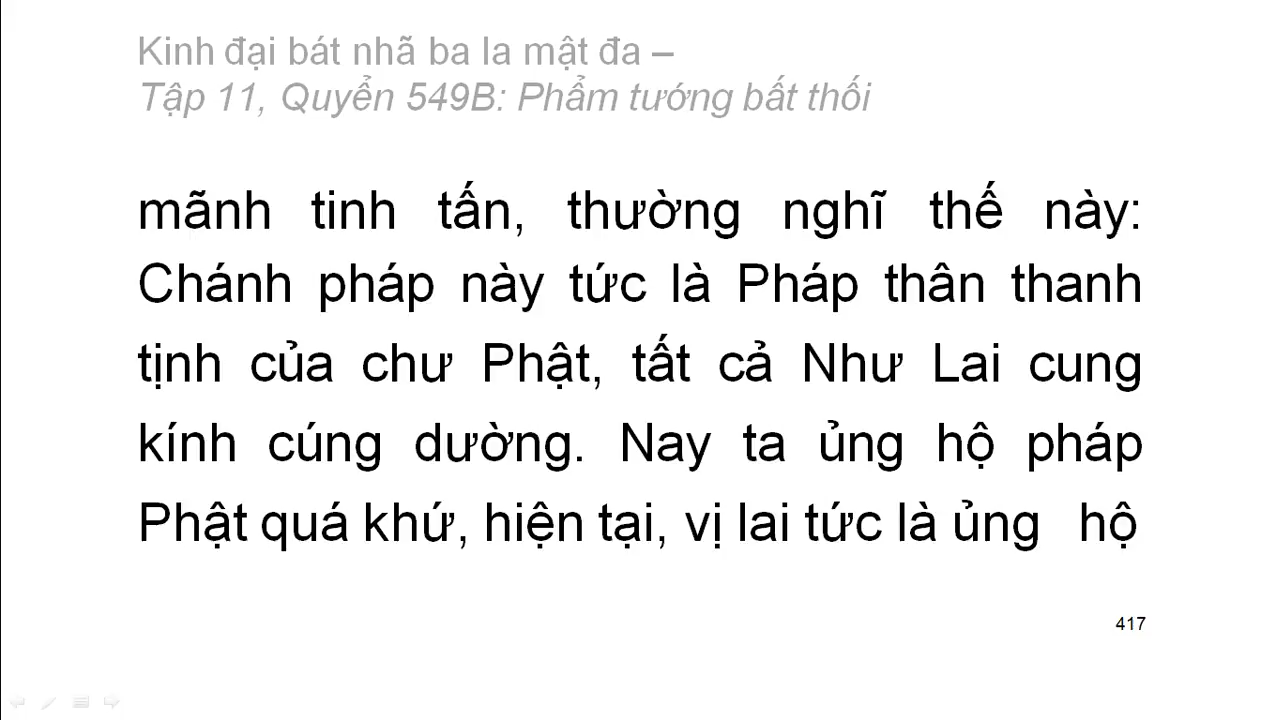 Kinh đại bát nhã ba la mật đa –
Tập 11, Quyển 549B: Phẩm tướng bất thối
mãnh tinh tấn, thường nghĩ thế này:
Chánh pháp này tức là Pháp thân thanh
tịnh của chư Phật, tất cả Như Lai cung
kính cúng dường. Nay ta ủng hộ pháp
Phật quá khứ, hiện tại, vị lai tức là ủng hộ
417